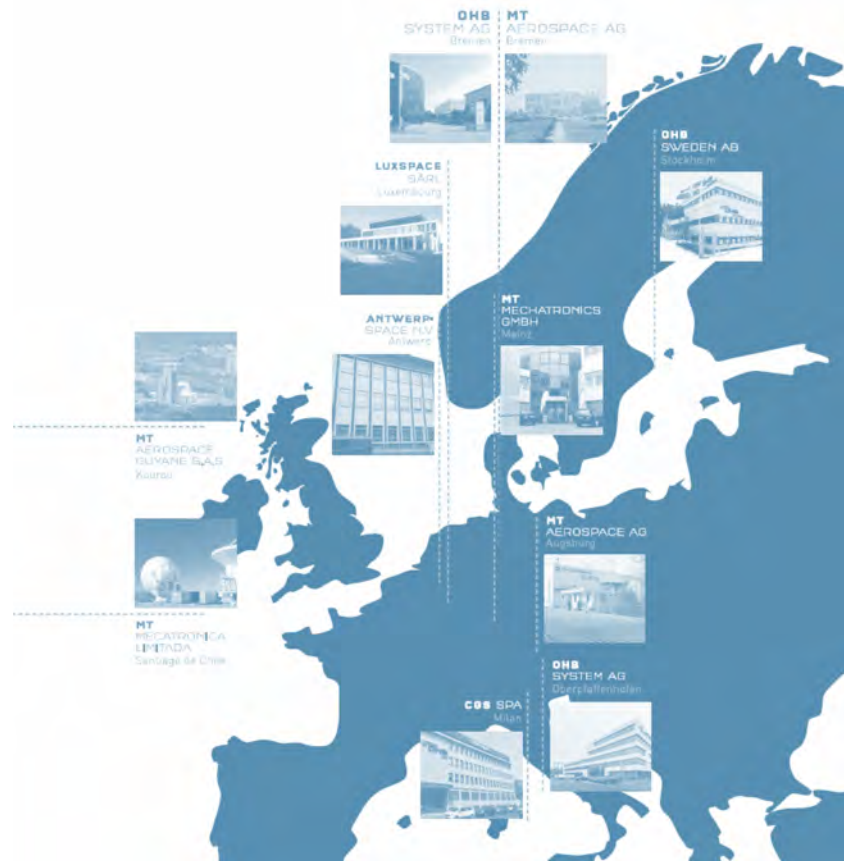 OHB
SYSTEM AG
Bremen
MT
AEROSPACE AG
Bremen
OHB
SWEDEN AB
Stockholm
LUXSPACE
SÀRL
Luxembourg
ANTWERP-
SPACE N.V
Antwerp
MT
MECHATRONICS
GMBH
Mainz
MT
AEROSPACE
GUYANE S.A.S
Kourou
MT
MECATRONICA
LIMITADA
Santiago de Chile
MT
AEROSPACE AG
Augsburg
OHB
SYSTEM AG
Oberpfaffenhofen
CGS SPA
Milan